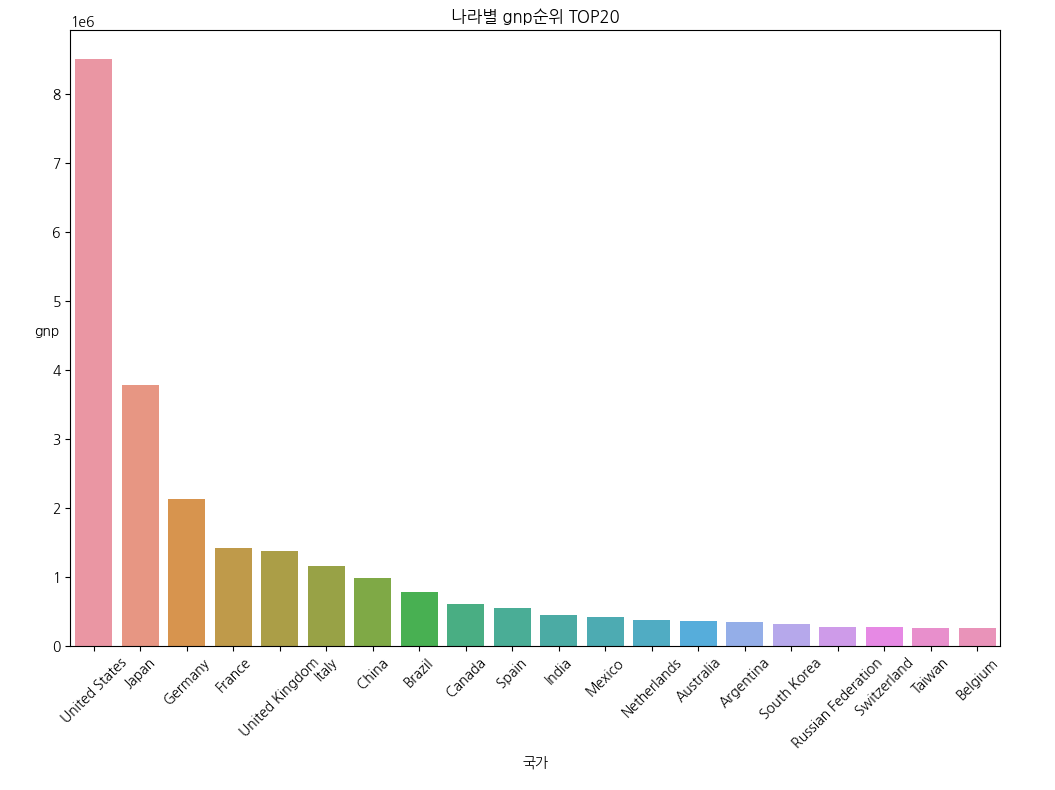 나라별 gnp순위 TOP20
1e6
8
7
6
5
gnp
4
3
2
1
0
United States
Japan
Germany
France
United Kingdom
Italy
China
Brazil
Canada
Spain
India
Mexico
Netherlands
Australia
Argentina
South Korea
Russian Federation
Switzerland
Taiwan
Belgium
국가